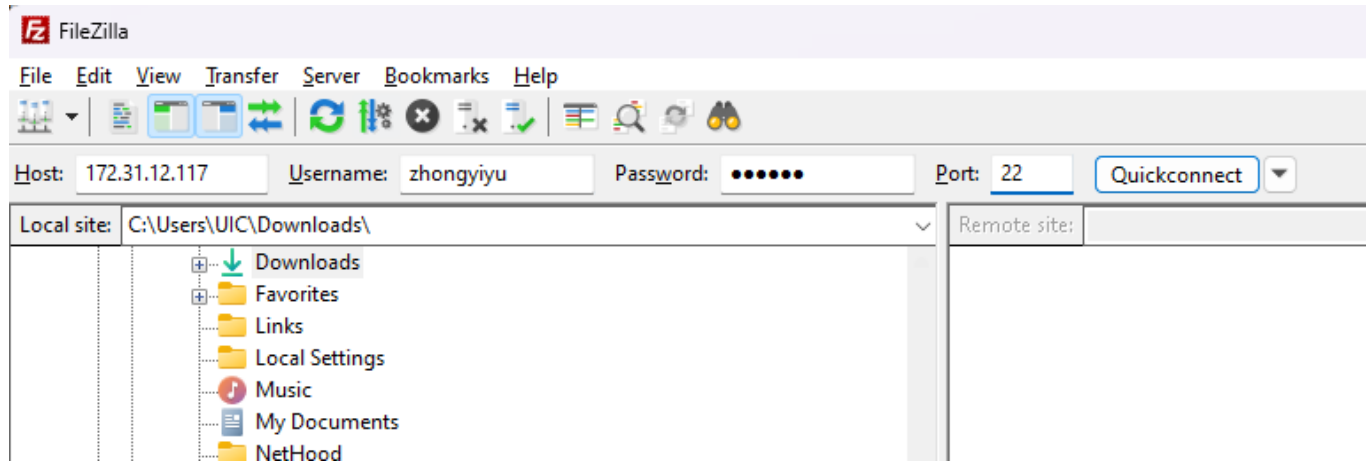 FileZilla
File Edit View Transfer Server Bookmarks Help
Host: 172.31.12.117 Username: zhongyiyu Password: ●●●●●● Port: 22 Quickconnect
Local site: C:\Users\UIC\Downloads\ Remote site:
Downloads
Favorites
Links
Local Settings
Music
My Documents
NetHood